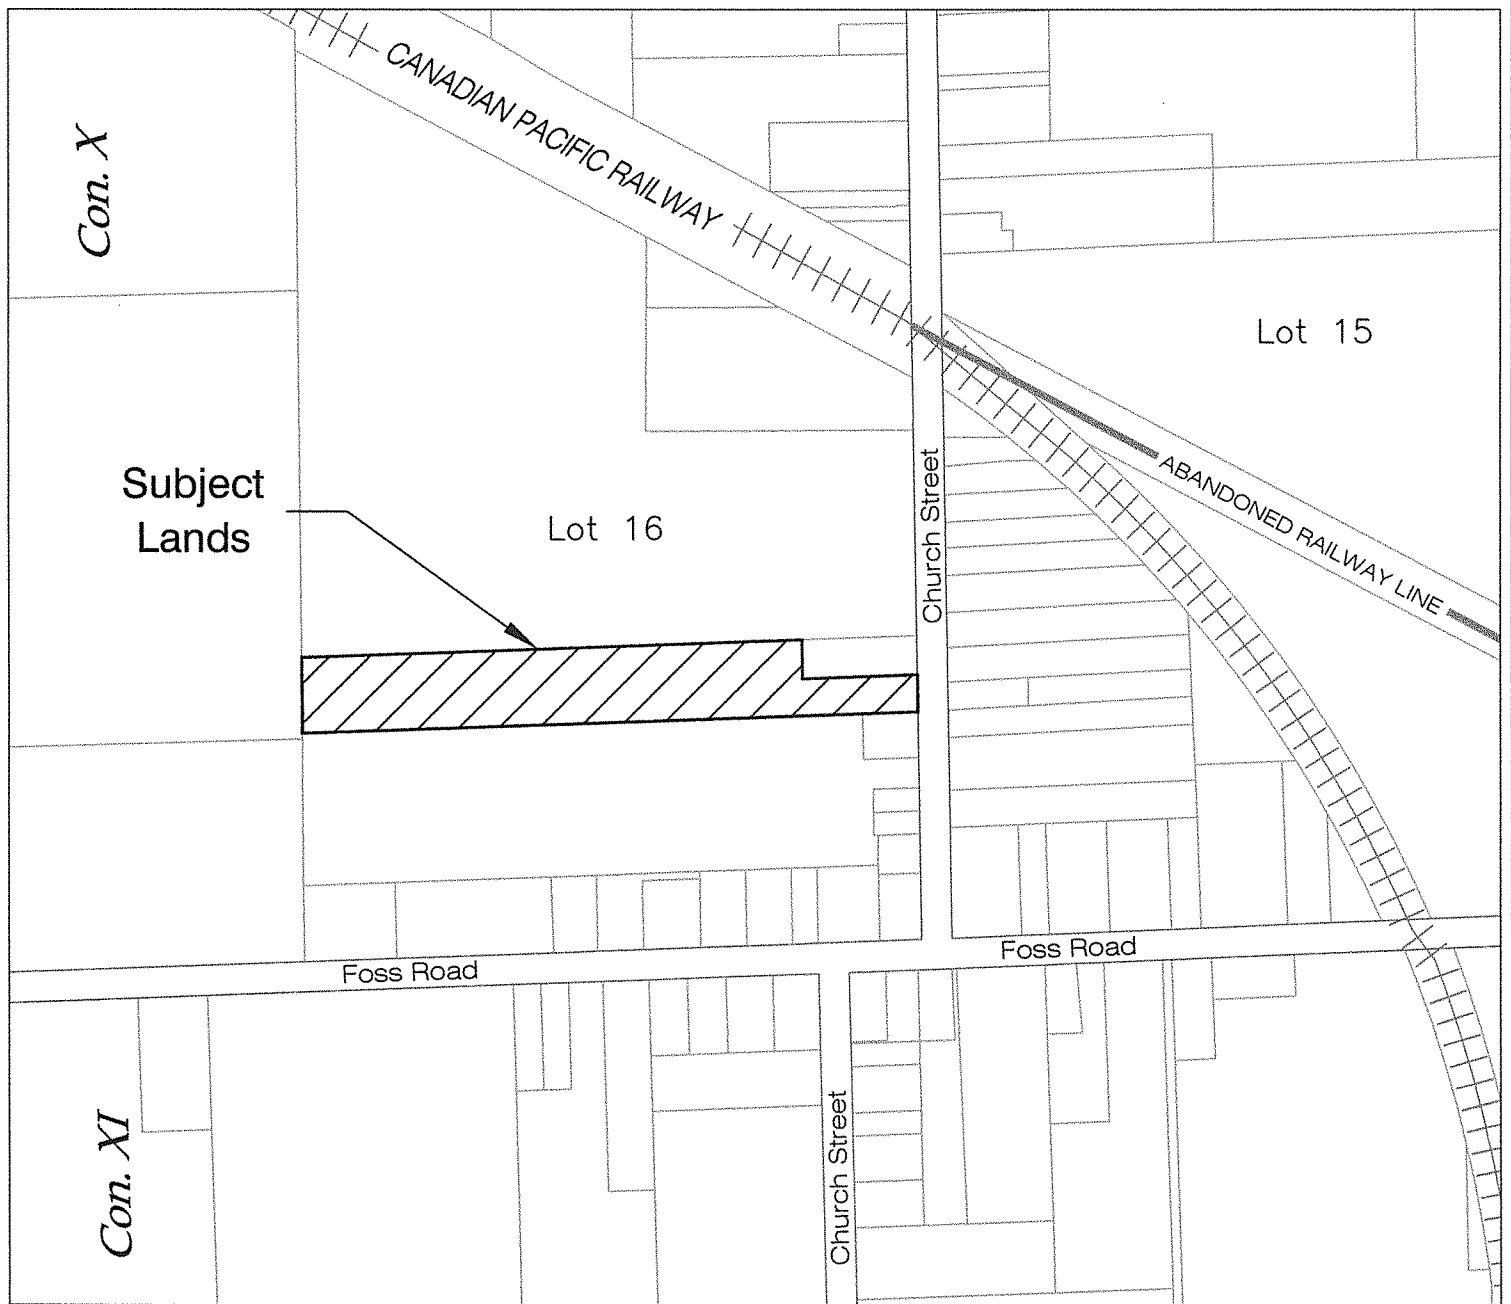 CANADIAN PACIFIC RAILWAY
Con. X
Lot 15
Subject
Lands
Lot 16
Church Street
ABANDONED RAILWAY LINE
Foss Road
Foss Road
Con. XI
Church Street